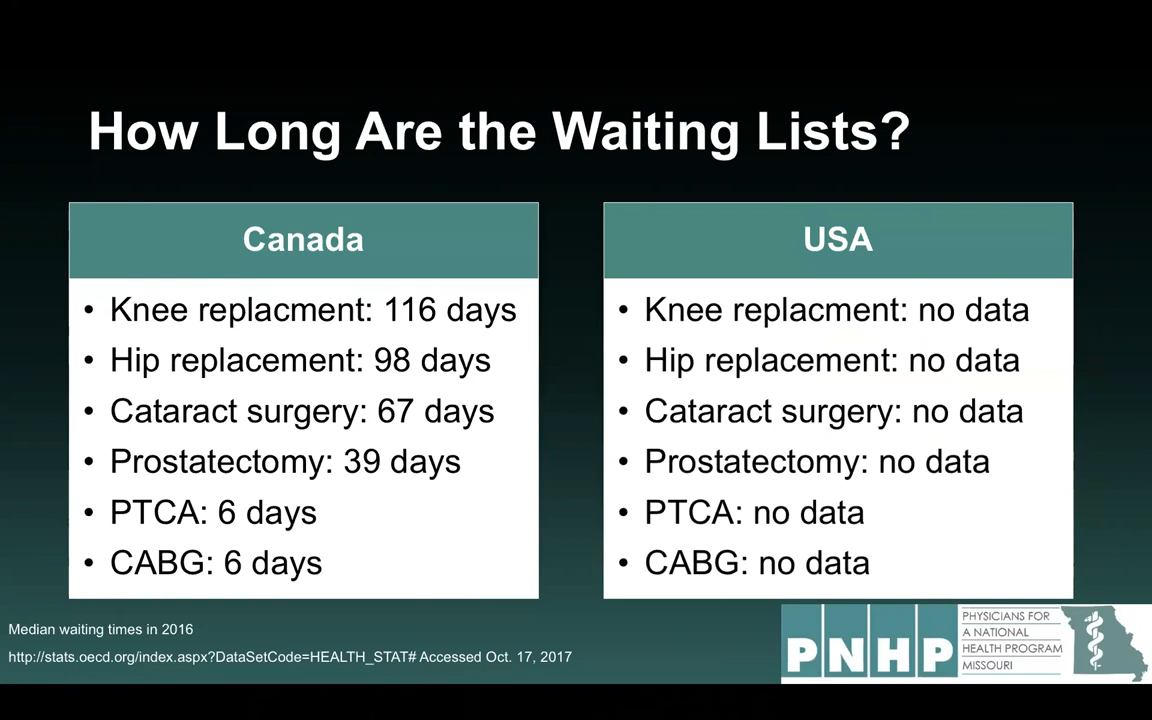 How Long Are the Waiting Lists?
Canada
• Knee replacment: 116 days
• Hip replacement: 98 days
• Cataract surgery: 67 days
• Prostatectomy: 39 days
• PTCA: 6 days
• CABG: 6 days
USA
• Knee replacment: no data
• Hip replacement: no data
• Cataract surgery: no data
• Prostatectomy: no data
• PTCA: no data
• CABG: no data
Median waiting times in 2016
http://stats.oecd.org/index.aspx?DataSetCode=HEALTH_STAT# Accessed Oct. 17, 2017
PNHP
PHYSICIANS FOR
A NATIONAL
HEALTH PROGRAM
MISSOURI